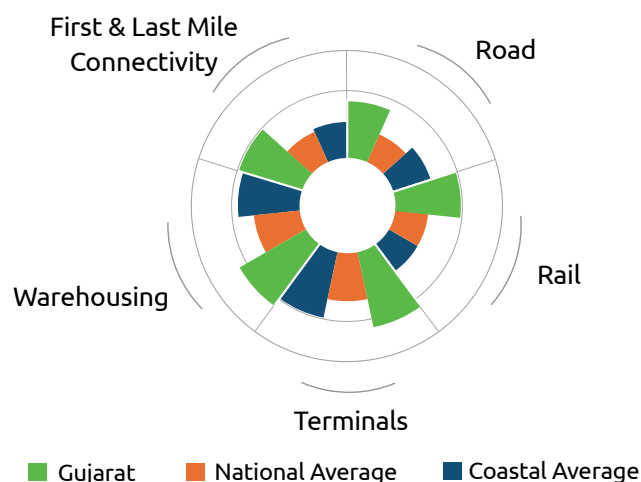 First & Last Mile
Connectivity
Road
Rail
Warehousing
Terminals
Gujarat
National Average
Coastal Average